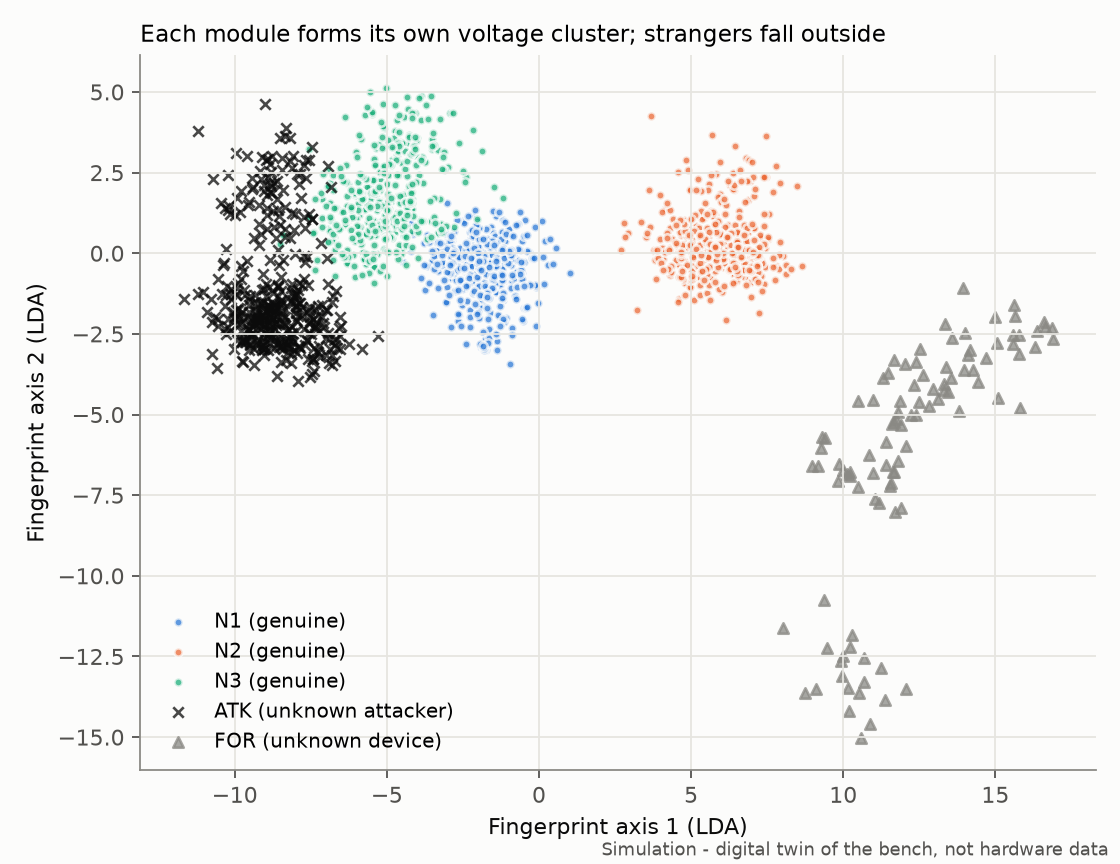 Each module forms its own voltage cluster; strangers fall outside
Fingerprint axis 2 (LDA)
5.0
2.5
0.0
−2.5
−5.0
−7.5
−10.0
−12.5
−15.0
N1 (genuine)
N2 (genuine)
N3 (genuine)
ATK (unknown attacker)
FOR (unknown device)
−10
−5
0
5
10
15
Fingerprint axis 1 (LDA)
Simulation - digital twin of the bench, not hardware data